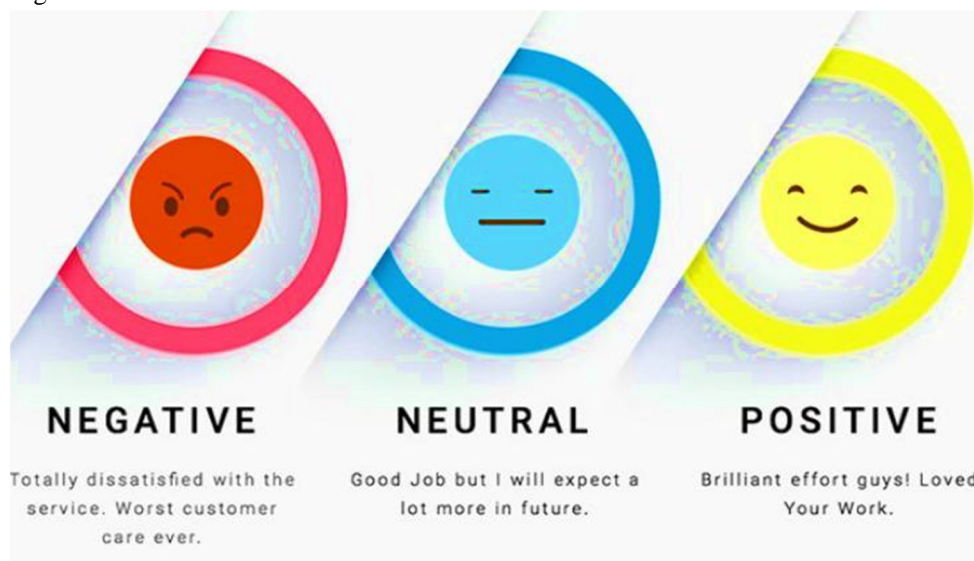 NEGATIVE
Totally dissatisfied with the
service. Worst customer
care ever.
NEUTRAL
Good Job but I will expect a
lot more in future.
POSITIVE
Brilliant effort guys! Loved
Your Work.